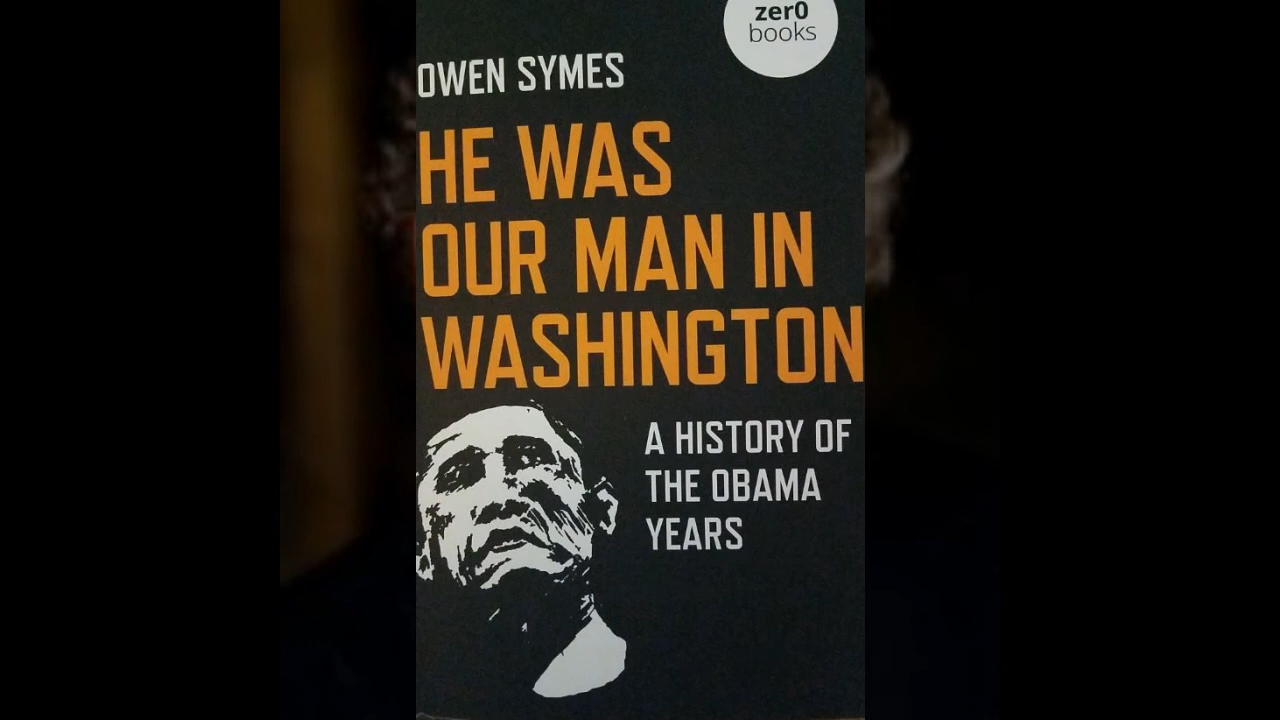 zer0
books
OWEN SYMES
HE WAS
OUR MAN IN
WASHINGTON
A HISTORY OF
THE OBAMA
YEARS